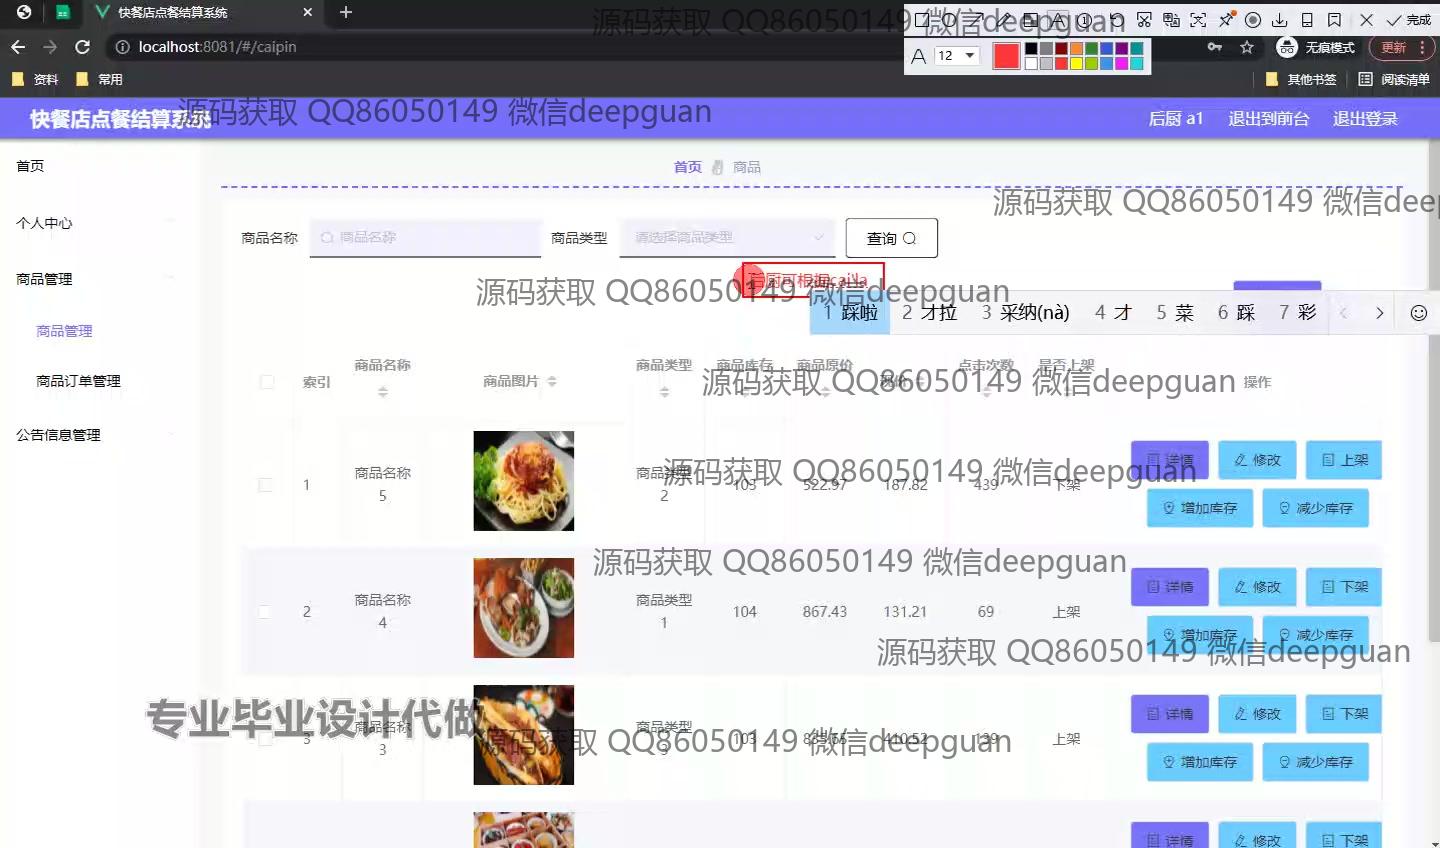 快餐店点餐结算系统
源码获取 QQ86050149 微信deepguan
完成
localhost:8081/#/caipin
A 12
无痕模式
更新
资料 常用
其他书签 阅读清单
快餐店点餐结算系统
源码获取 QQ86050149 微信deepguan
后厨 a1 退出到前台 退出登录
首页
首页 商品
源码获取 QQ86050149 微信deep
个人中心
商品名称 商品名称 商品类型 请选择商品类型 查询
商品管理
后厨可根据cai'la
源码获取 QQ86050149 微信deepguan
1 踩啦 2 才拉 3 采纳(nà) 4 才 5 菜 6 踩 7 彩
商品管理
商品订单管理
公告信息管理
索引 商品名称 商品图片 商品类型 商品库存 商品原价 现价 点击次数 是否上架 操作
源码获取 QQ86050149 微信deepguan
1 商品名称5 商品类型2 103 522.97 187.82 439 下架 详情 修改 上架
源码获取 QQ86050149 微信deepguan
增加库存 减少库存
源码获取 QQ86050149 微信deepguan
2 商品名称4 商品类型1 104 867.43 131.21 69 上架 详情 修改 下架
增加库存 减少库存
源码获取 QQ86050149 微信deepguan
专业毕业设计代做
3 商品名称3 商品类型3 103 410.52 139 上架 详情 修改 下架
源码获取 QQ86050149 微信deepguan
增加库存 减少库存
详情 修改 下架